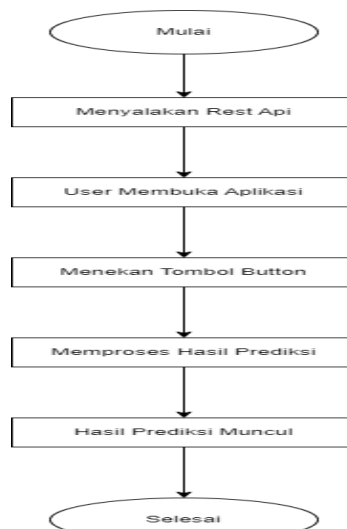 Mulai
Menyalakan Rest Api
User Membuka Aplikasi
Menekan Tombol Button
Memproses Hasil Prediksi
Hasil Prediksi Muncul
Selesai